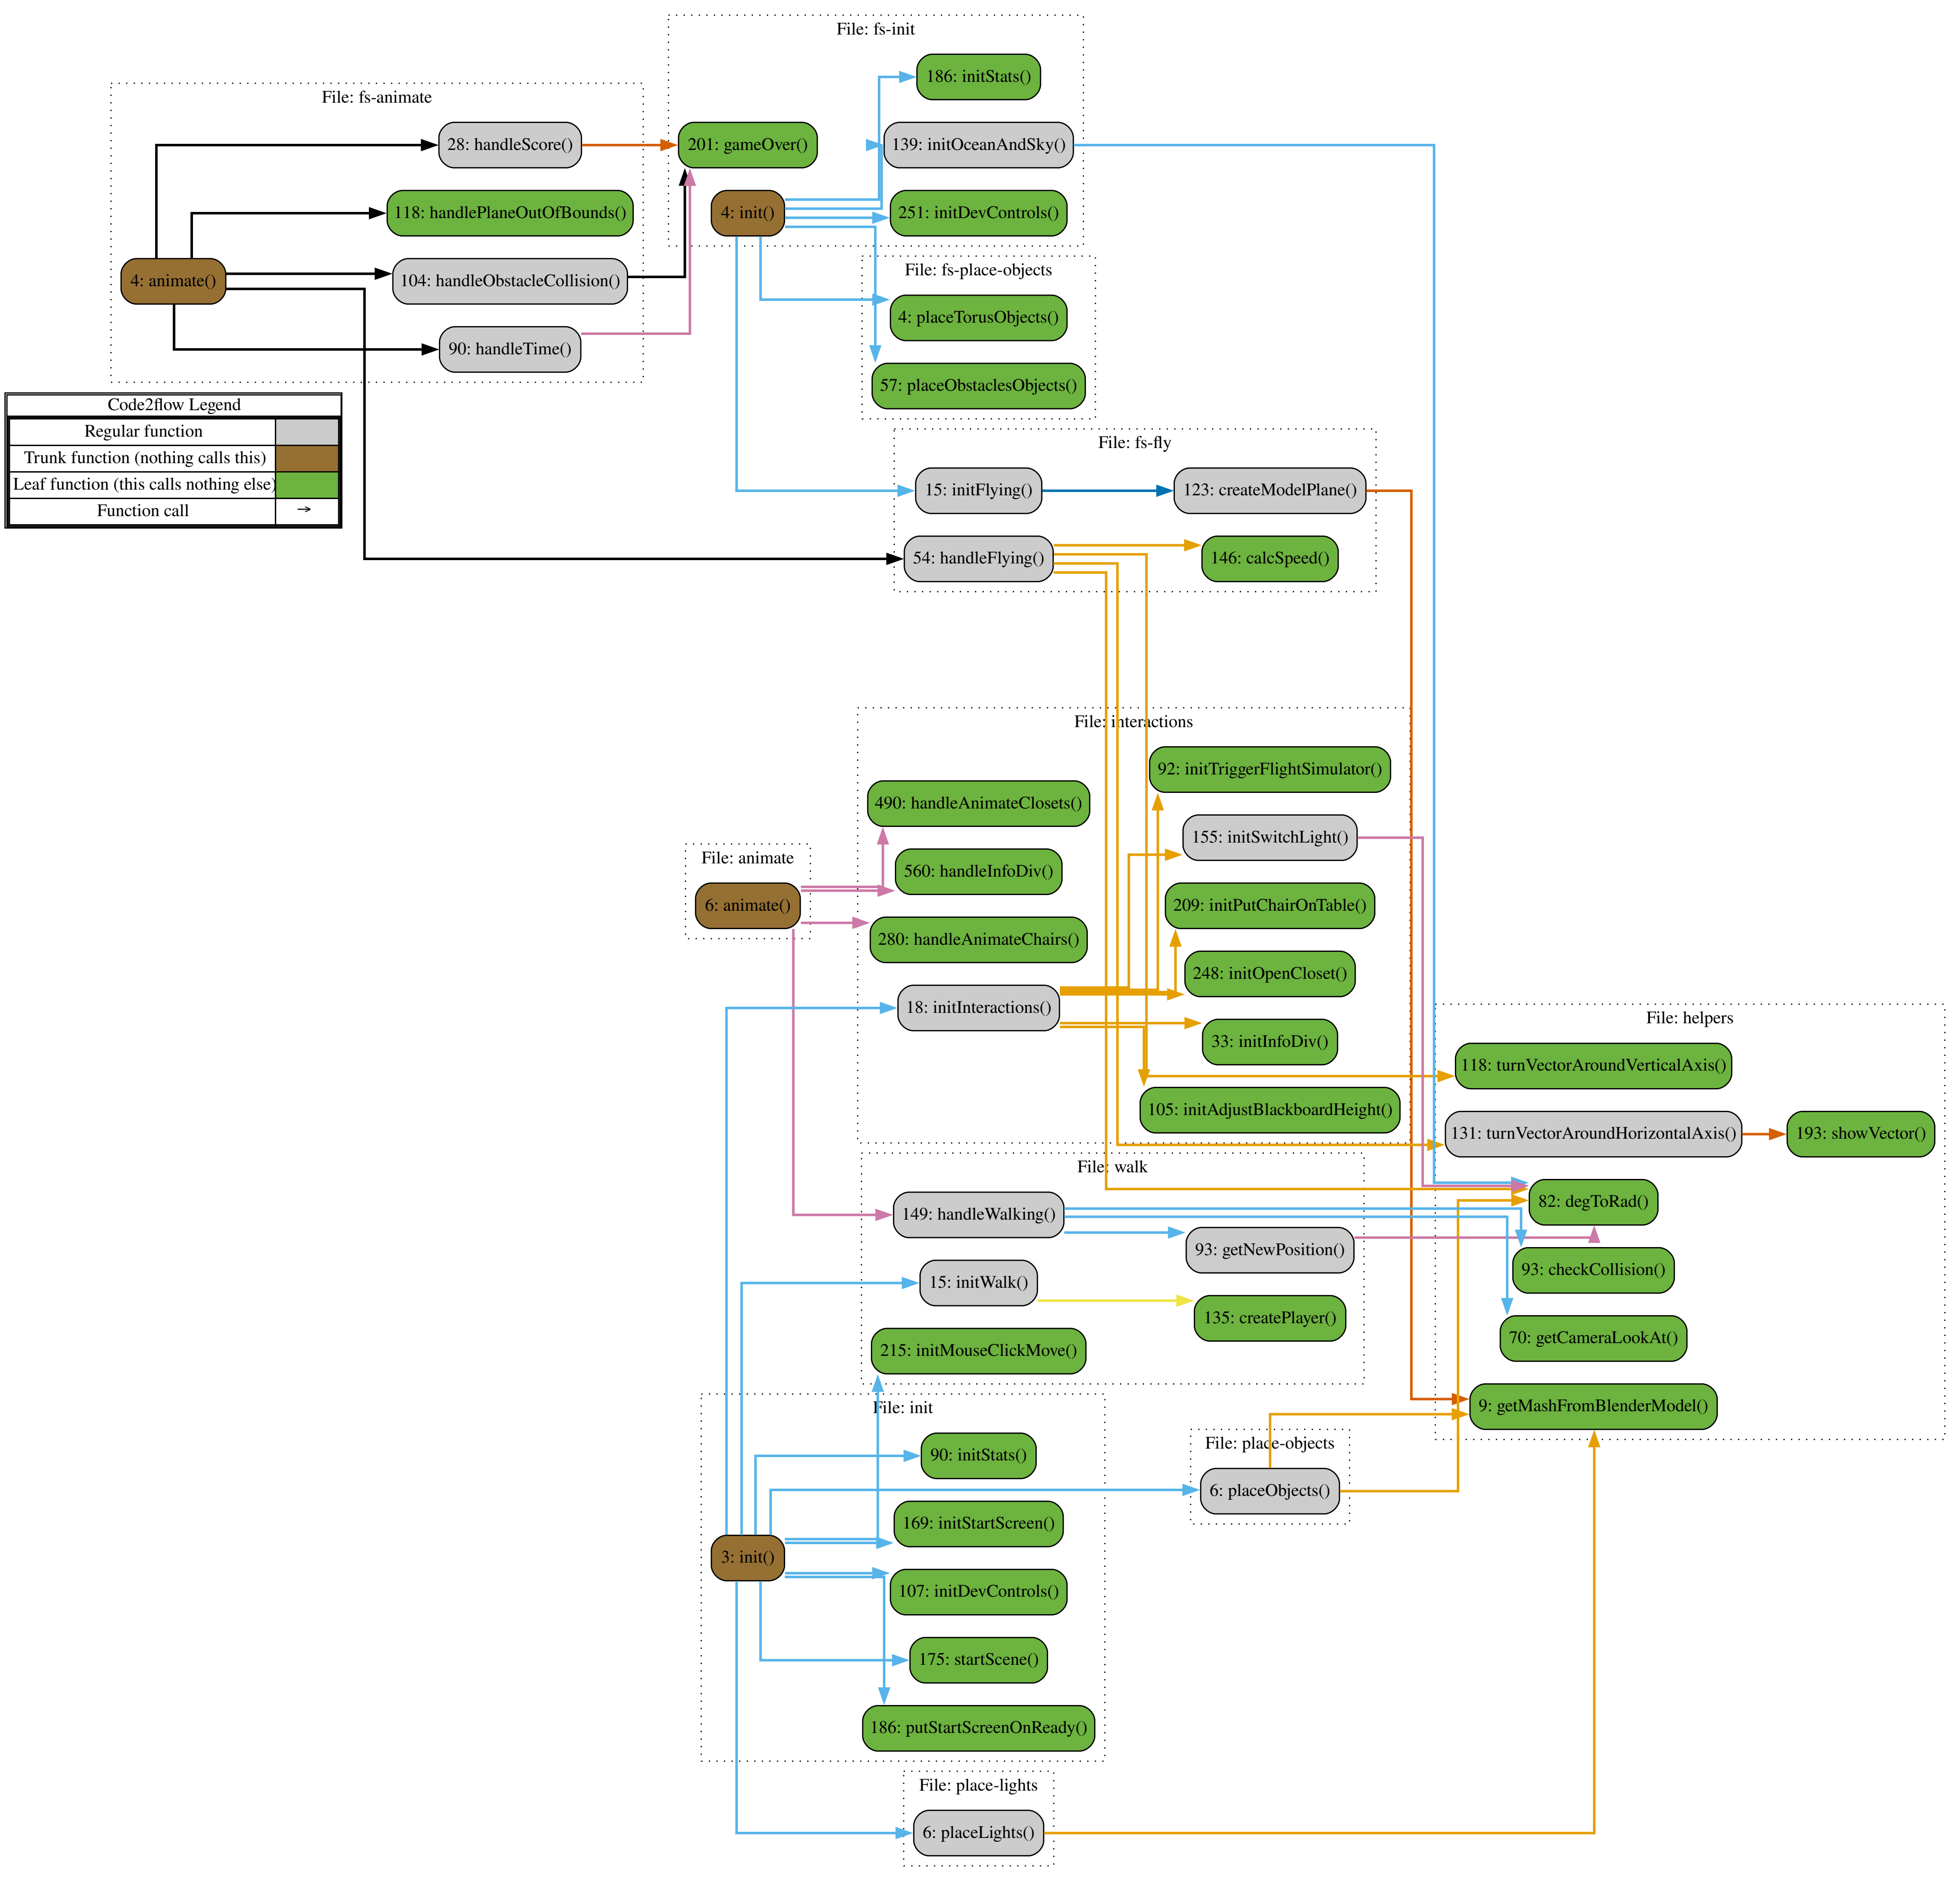 File: fs-init
186: initStats()
139: initOceanAndSky()
201: gameOver()
4: init()
251: initDevControls()
File: fs-animate
28: handleScore()
118: handlePlaneOutOfBounds()
4: animate()
104: handleObstacleCollision()
90: handleTime()
File: fs-place-objects
4: placeTorusObjects()
57: placeObstaclesObjects()
Code2flow Legend
Regular function
Trunk function (nothing calls this)
Leaf function (this calls nothing else)
Function call →
File: fs-fly
15: initFlying()
123: createModelPlane()
54: handleFlying()
146: calcSpeed()
File: interactions
92: initTriggerFlightSimulator()
490: handleAnimateClosets()
155: initSwitchLight()
560: handleInfoDiv()
209: initPutChairOnTable()
280: handleAnimateChairs()
248: initOpenCloset()
18: initInteractions()
33: initInfoDiv()
105: initAdjustBlackboardHeight()
File: animate
6: animate()
File: helpers
118: turnVectorAroundVerticalAxis()
131: turnVectorAroundHorizontalAxis()
193: showVector()
82: degToRad()
93: checkCollision()
70: getCameraLookAt()
9: getMashFromBlenderModel()
File: walk
149: handleWalking()
93: getNewPosition()
15: initWalk()
135: createPlayer()
215: initMouseClickMove()
File: init
90: initStats()
169: initStartScreen()
3: init()
107: initDevControls()
175: startScene()
186: putStartScreenOnReady()
File: place-objects
6: placeObjects()
File: place-lights
6: placeLights()